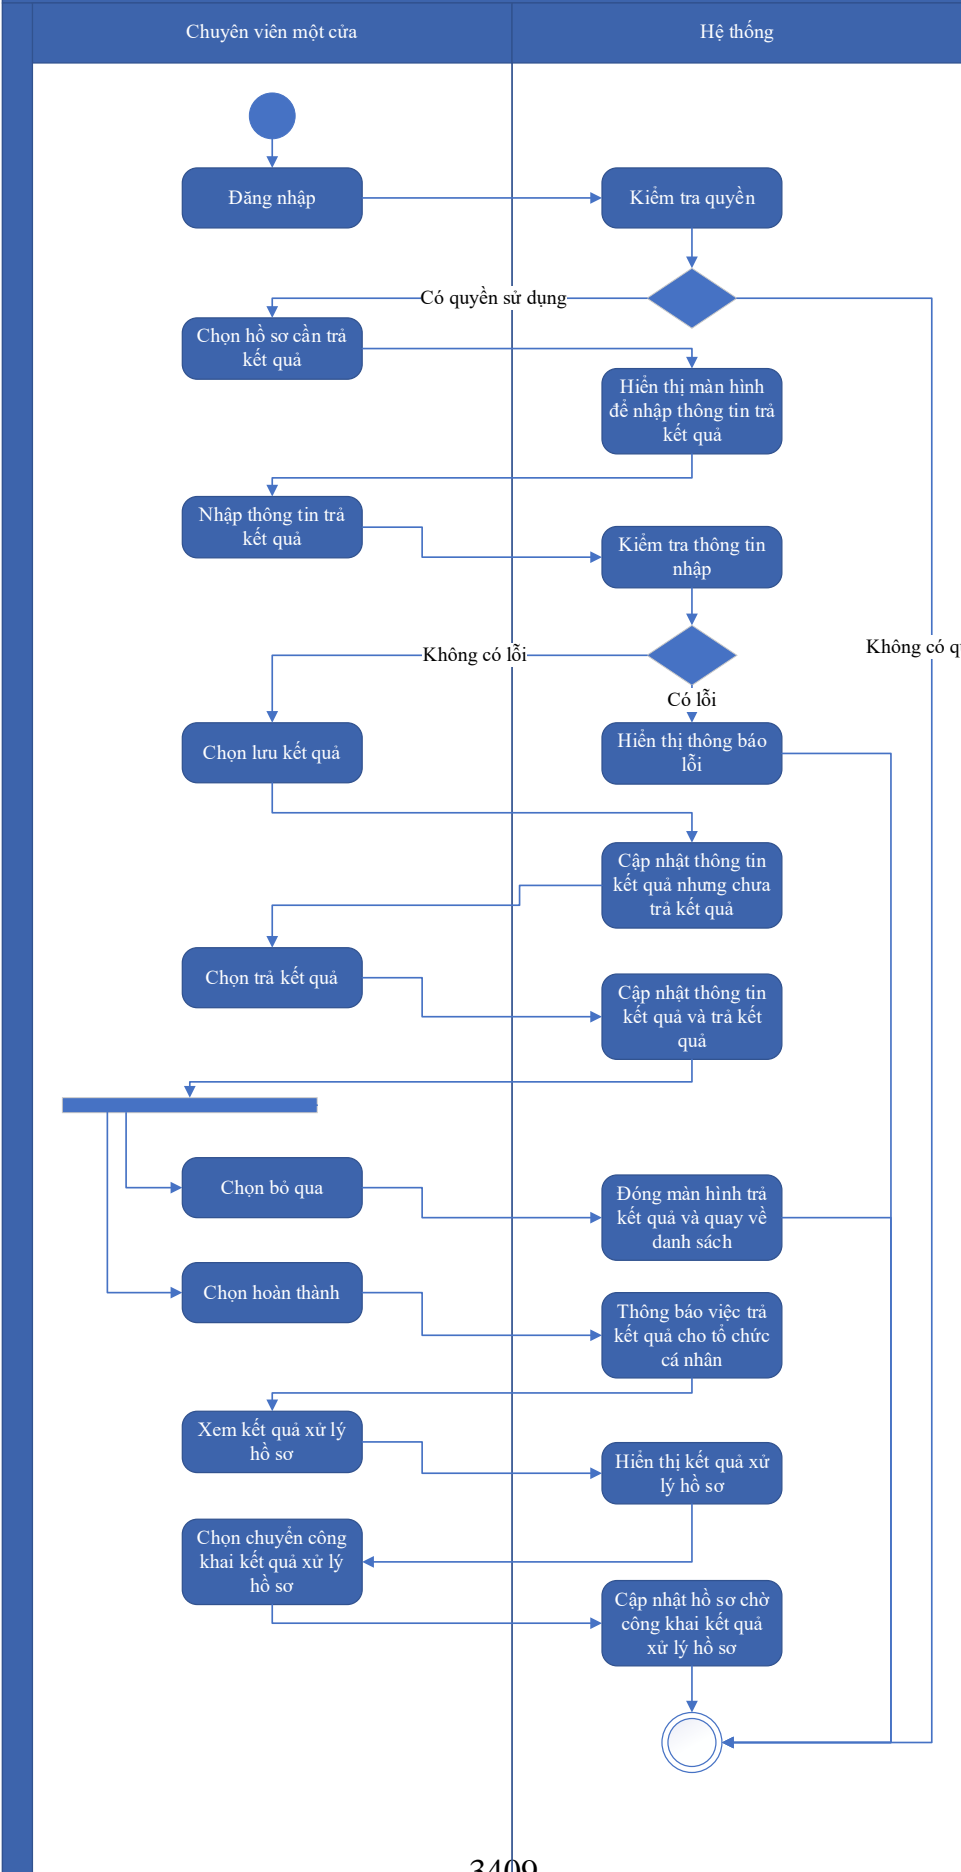 Chuyên viên một cửa
Hệ thống
Đăng nhập
Kiểm tra quyền
Có quyền sử dụng
Chọn hồ sơ cần trả
kết quả
Hiển thị màn hình
để nhập thông tin trả
kết quả
Nhập thông tin trả
kết quả
Kiểm tra thông tin
nhập
Không có lỗi
Không có
Có lỗi
Chọn lưu kết quả
Hiển thị thông báo
lỗi
Cập nhật thông tin
kết quả nhưng chưa
trả kết quả
Chọn trả kết quả
Cập nhật thông tin
kết quả và trả kết
quả
Chọn bỏ qua
Đóng màn hình trả
kết quả và quay về
danh sách
Chọn hoàn thành
Thông báo việc trả
kết quả cho tổ chức
cá nhân
Xem kết quả xử lý
hồ sơ
Hiển thị kết quả xử
lý hồ sơ
Chọn chuyển công
khai kết quả xử lý
hồ sơ
Cập nhật hồ sơ chờ
công khai kết quả
xử lý hồ sơ
3409